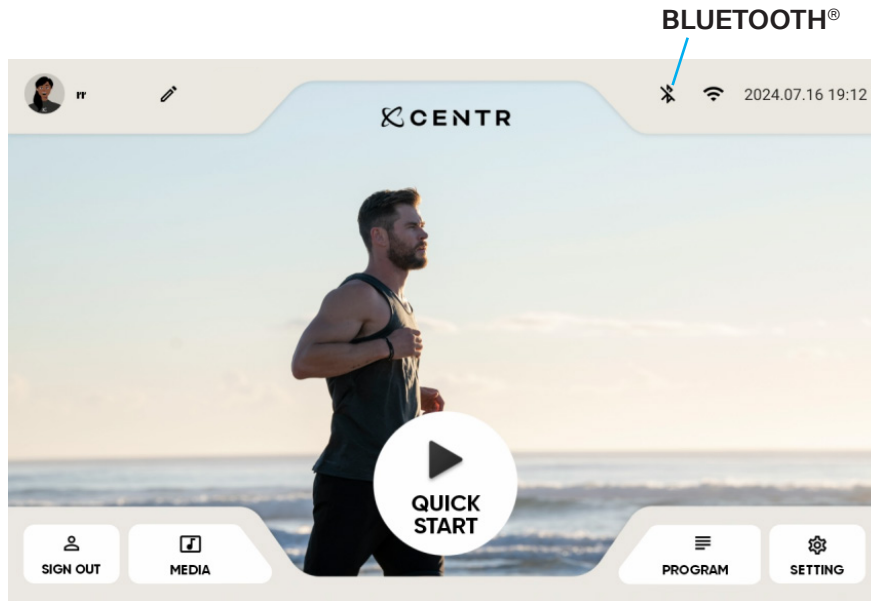 BLUETOOTH®
rr
CENTR
2024.07.16 19:12
QUICK
START
SIGN OUT
MEDIA
PROGRAM
SETTING